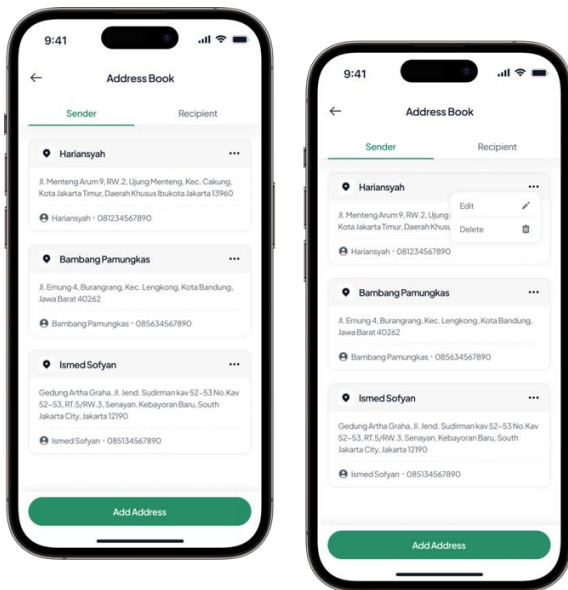 9:41
Address Book
Sender Recipient
Hariansyah
Jl. Menteng Arum 9, RW.2, Ujung Menteng, Kec. Cakung,
Kota Jakarta Timur, Daerah Khusus Ibukota Jakarta 13960
Hariansyah • 081234567890
Bambang Pamungkas
Jl. Emung 4, Burangrang, Kec. Lengkong, Kota Bandung,
Jawa Barat 40262
Bambang Pamungkas • 085634567890
Ismed Sofyan
Gedung Artha Graha, Jl. Jend. Sudirman kav 52-53 No.Kav
52-53, RT.5/RW.3, Senayan, Kebayoran Baru, South
Jakarta City, Jakarta 12190
Ismed Sofyan • 085134567890
Add Address
9:41
Address Book
Sender Recipient
Hariansyah
Jl. Menteng Arum 9, RW.2, Ujung
Kota Jakarta Timur, Daerah Khusu
Edit
Delete
Hariansyah • 081234567890
Bambang Pamungkas
Jl. Emung 4, Burangrang, Kec. Lengkong, Kota Bandung,
Jawa Barat 40262
Bambang Pamungkas • 085634567890
Ismed Sofyan
Gedung Artha Graha, Jl. Jend. Sudirman kav 52-53 No.Kav
52-53, RT.5/RW.3, Senayan, Kebayoran Baru, South
Jakarta City, Jakarta 12190
Ismed Sofyan • 085134567890
Add Address